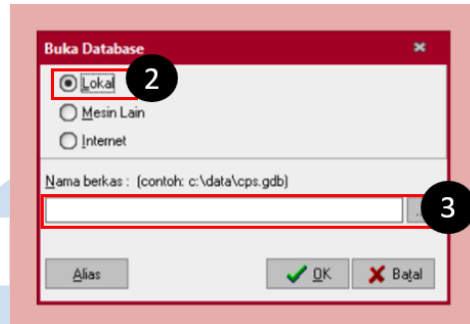 Buka Database
Lokal
2
Mesin Lain
Internet
Nama berkas : (contoh: c:\data\cps.gdb)
...
3
Alias
OK
Batal